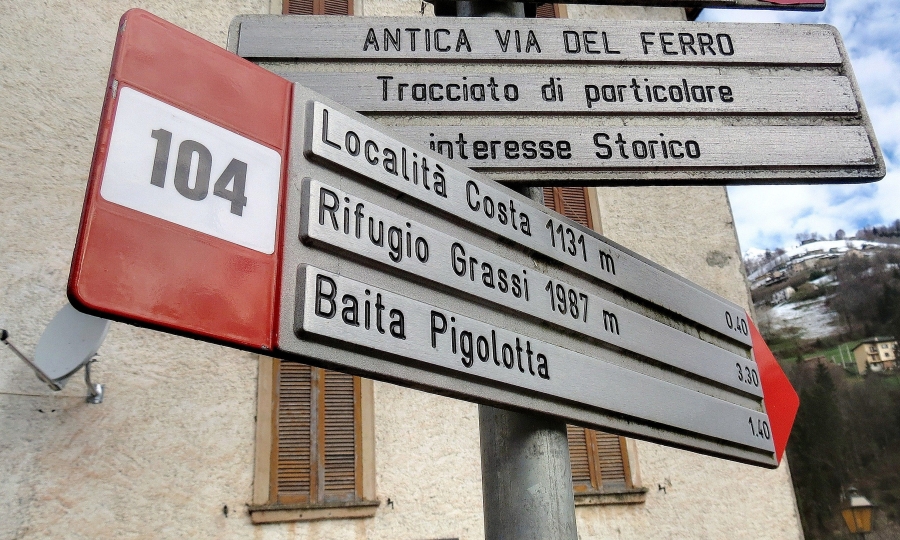 ANTICA VIA DEL FERRO
Tracciato di particolare
interesse Storico
104
Località Costa 1131 m 0.40
Rifugio Grassi 1987 m 3.30
Baita Pigolotta 1.40